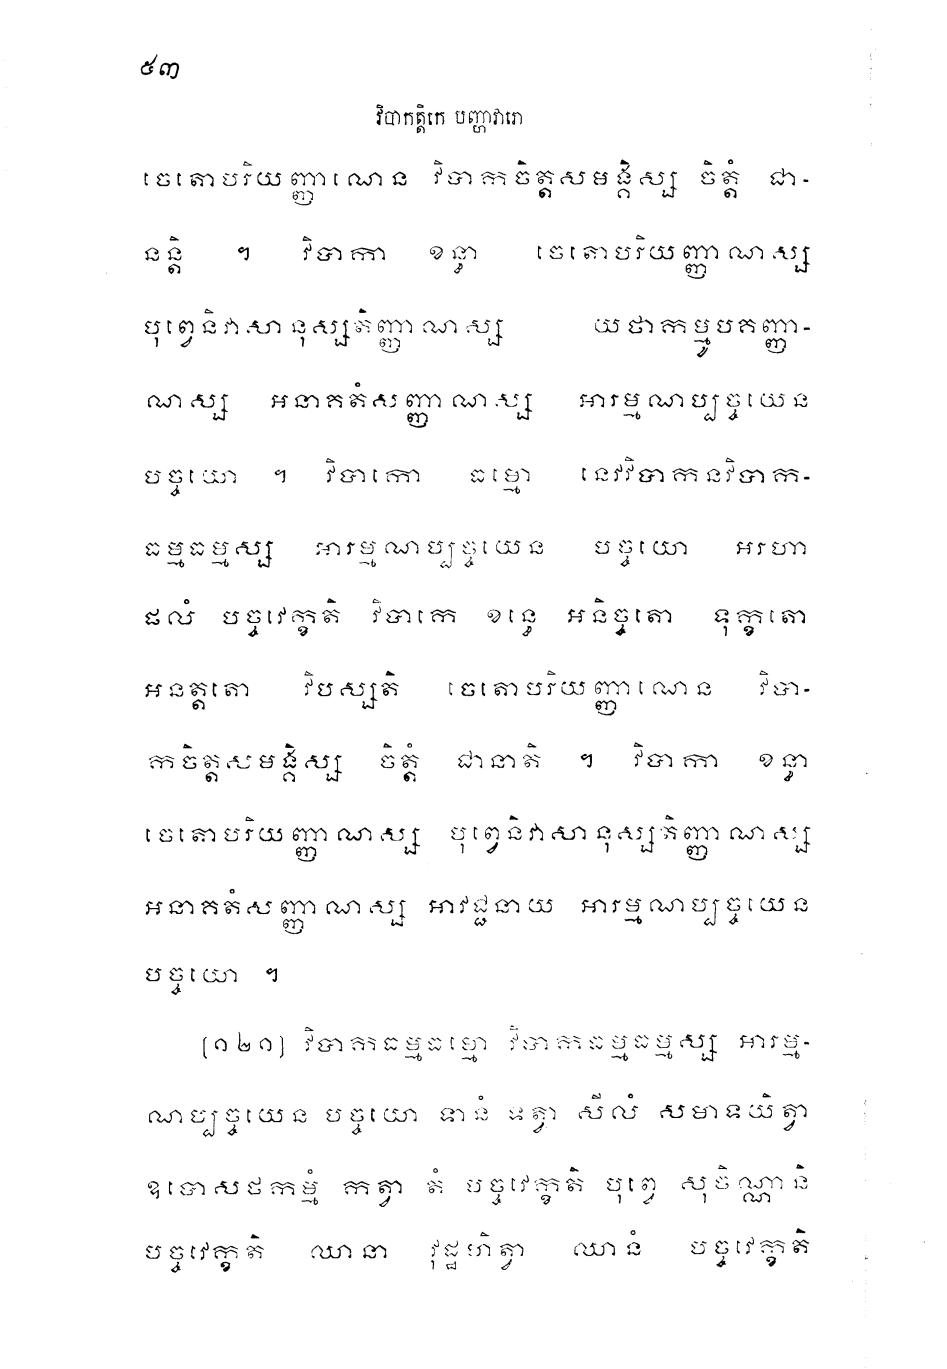 ៥៣
វិបាកត្តិកេ បញ្ហាវារោ
ចេតោបរិយញ្ញាណេន វិបាកចិត្តសមង្គិស្ស ចិត្តំ ជា-
នន្តិ ។ វិបាកា ខន្ធា ចេតោបរិយញ្ញាណស្ស
បុព្វេនិវាសានុស្សតិញ្ញាណស្ស យថាកម្មូបគញ្ញា-
ណស្ស អនាគតំសញ្ញាណស្ស អារម្មណប្បច្ចយេន
បច្ចយោ ។ វិបាកោ ធម្មោ នេវវិបាកនវិបាក-
ធម្មធម្មស្ស អារម្មណប្បច្ចយេន បច្ចយោ អរហា
ផលំ បច្ចវេក្ខតិ វិបាកេ ខន្ធេ អនិច្ចតោ ទុក្ខតោ
អនត្តតោ វិបស្សតិ ចេតោបរិយញ្ញាណេន វិបា-
កចិត្តសមង្គិស្ស ចិត្តំ ជានាតិ ។ វិបាកា ខន្ធា
ចេតោបរិយញ្ញាណស្ស បុព្វេនិវាសានុស្សតិញ្ញាណស្ស
អនាគតំសញ្ញាណស្ស អាវជ្ជនាយ អារម្មណប្បច្ចយេន
បច្ចយោ ។
[១២១] វិបាកធម្មធម្មោ វិបាកធម្មធម្មស្ស អារម្ម-
ណប្បច្ចយេន បច្ចយោ ទានំ ទត្វា សីលំ សមាទយិត្វា
ឧបោសថកម្មំ កត្វា តំ បច្ចវេក្ខតិ បុព្វេ សុចិណ្ណានិ
បច្ចវេក្ខតិ ឈានា វុដ្ឋហិត្វា ឈានំ បច្ចវេក្ខតិ